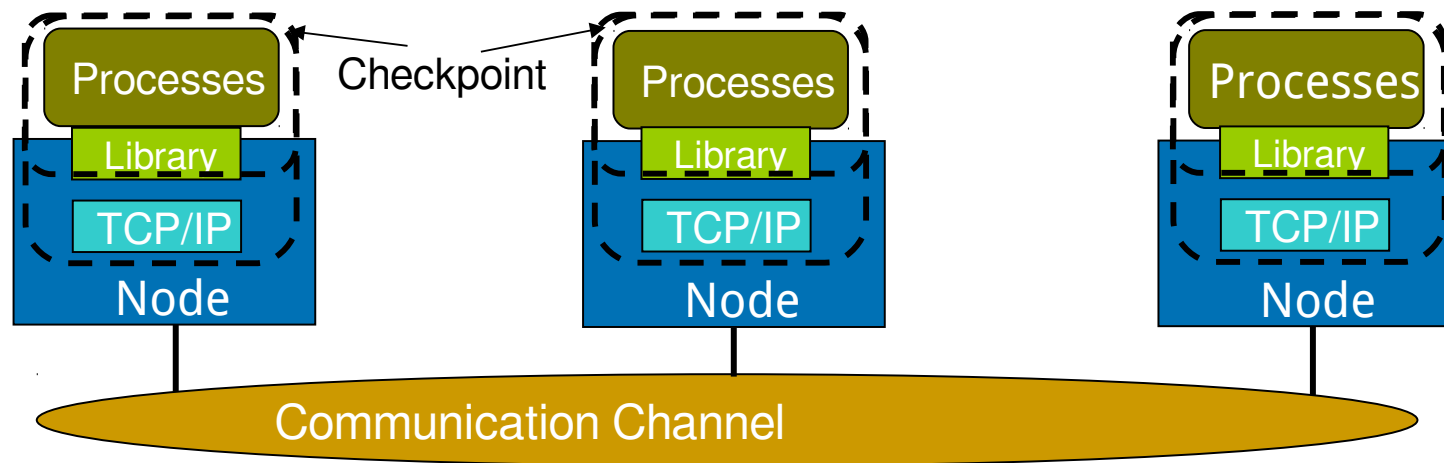 Processes
Checkpoint
Processes
Processes
Library
Library
Library
TCP/IP
TCP/IP
TCP/IP
Node
Node
Node
Communication Channel